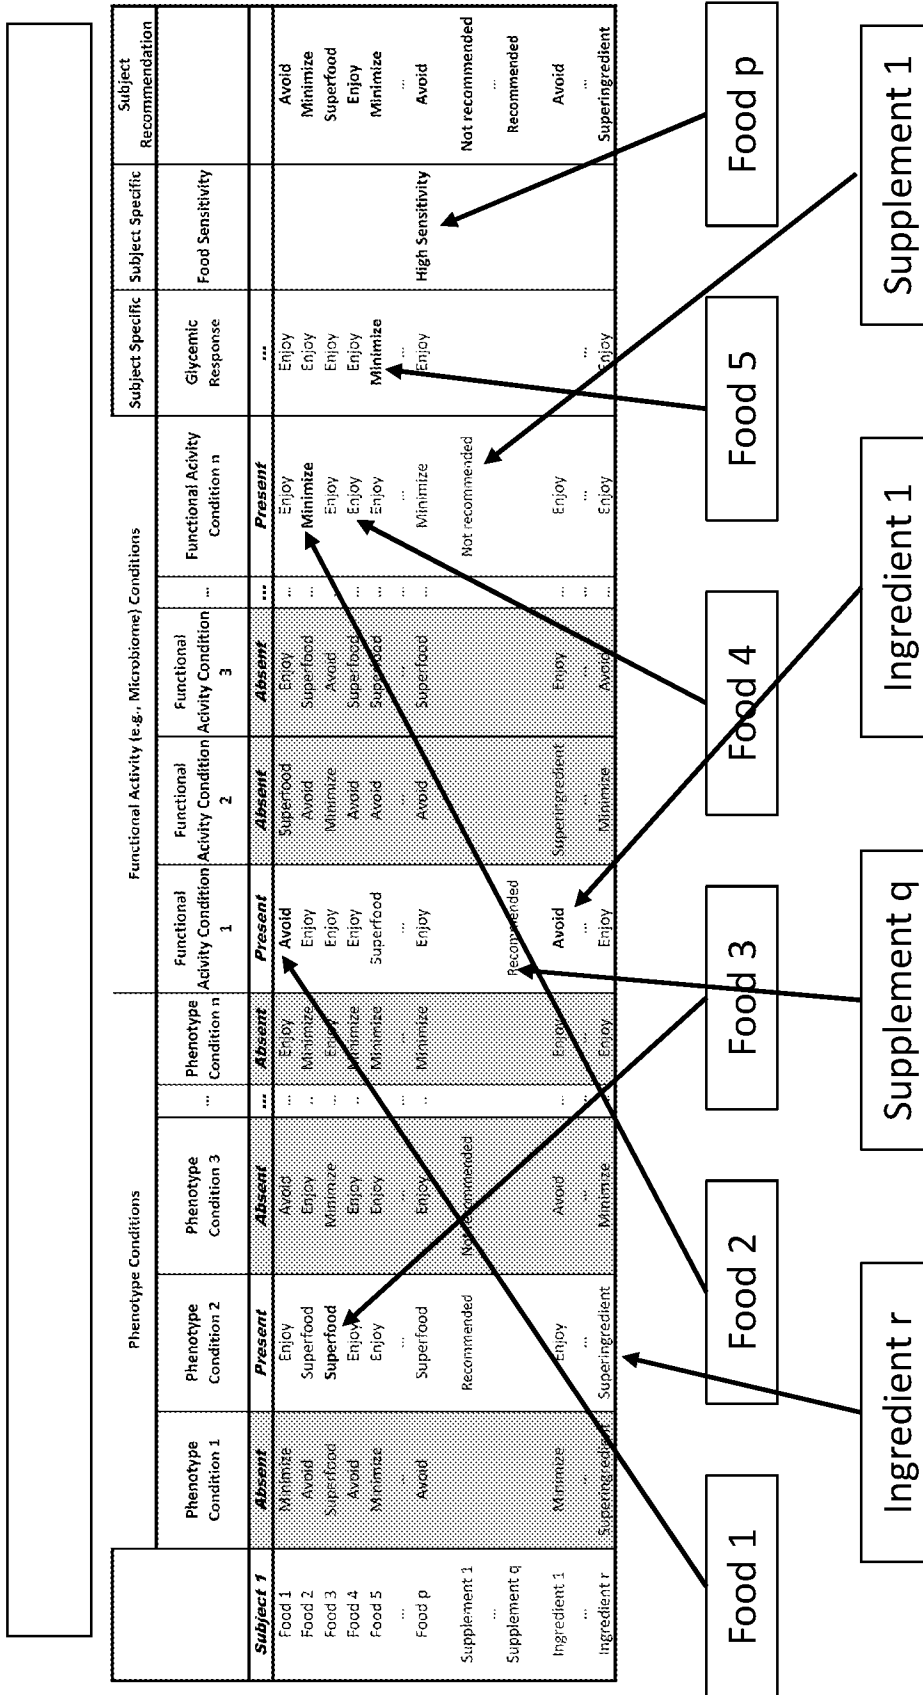 Phenotype Conditions Functional Activity (e.g., Microbiome) Conditions Subject Specific Subject Specific Subject
Recommendation
Phenotype Phenotype Phenotype ... Phenotype Functional Functional Functional ... Functional Acivity Glycemic Food Sensitivity
Condition 1 Condition 2 Condition 3 Condition n Acivity Condition Acivity Condition Acivity Condition Condition n Response
1 2 3
Subject 1 Absent Present Absent ... Absent Present Absent Absent ... Present ...
Food 1 Minimize Enjoy Avoid ... Enjoy Avoid Superfood Enjoy ... Enjoy Enjoy Avoid
Food 2 Avoid Superfood Enjoy .. Minimize Enjoy Avoid Superfood ... Minimize Enjoy Minimize
Food 3 Superfood Superfood Minimize ... Enjoy Enjoy Minimize Avoid ... Enjoy Enjoy Superfood
Food 4 Avoid Enjoy Enjoy .. Minimize Enjoy Avoid Superfood ... Enjoy Enjoy Enjoy
Food 5 Minimize Enjoy Enjoy ... Minimize Superfood Avoid Superfood ... Enjoy Minimize Minimize
... ... ... ... ... ... ... ... ... ... ...
Food p Avoid Superfood Enjoy .. Minimize Enjoy Avoid Superfood ... Minimize Enjoy High Sensitivity Avoid
Supplement 1 Recommended Not recommended Not recommended Not recommended
... ...
Supplement q Recommended Recommended
Ingredient 1 Minimize Enjoy Avoid ... Enjoy Avoid Superingredient Enjoy ... Enjoy Avoid
... ... ... ... ... ... ... ... ... ... ... ... ...
Ingredient r Superingredient Superingredient Minimize ... Enjoy Enjoy Minimize Avoid ... Enjoy Enjoy Superingredient
Food 1 Food 2 Food 3 Food 4 Food 5 Food p
Ingredient r Supplement q Ingredient 1 Supplement 1